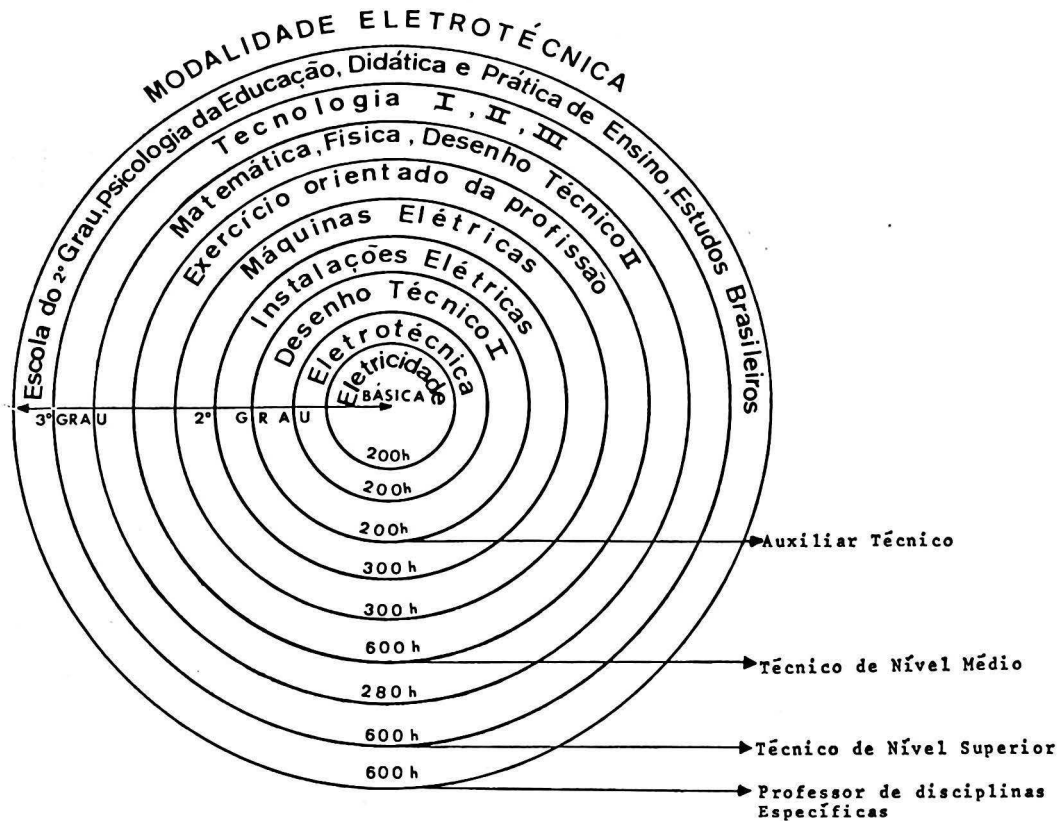 MODALIDADE ELETROTÉCNICA
Escola do 2º Grau, Psicologia da Educação, Didática e Prática de Ensino, Estudos Brasileiros
Tecnologia I, II, III
Matemática, Física, Desenho Técnico II
Exercício orientado da profissão
Máquinas Elétricas
Instalações Elétricas
Desenho Técnico I
Eletrotécnica
Eletricidade
BÁSICA
3º GRAU
2º GRAU
200h
200h
200h
Auxiliar Técnico
300h
300h
600h
Técnico de Nível Médio
280h
600h
Técnico de Nível Superior
600h
Professor de disciplinas
Específicas